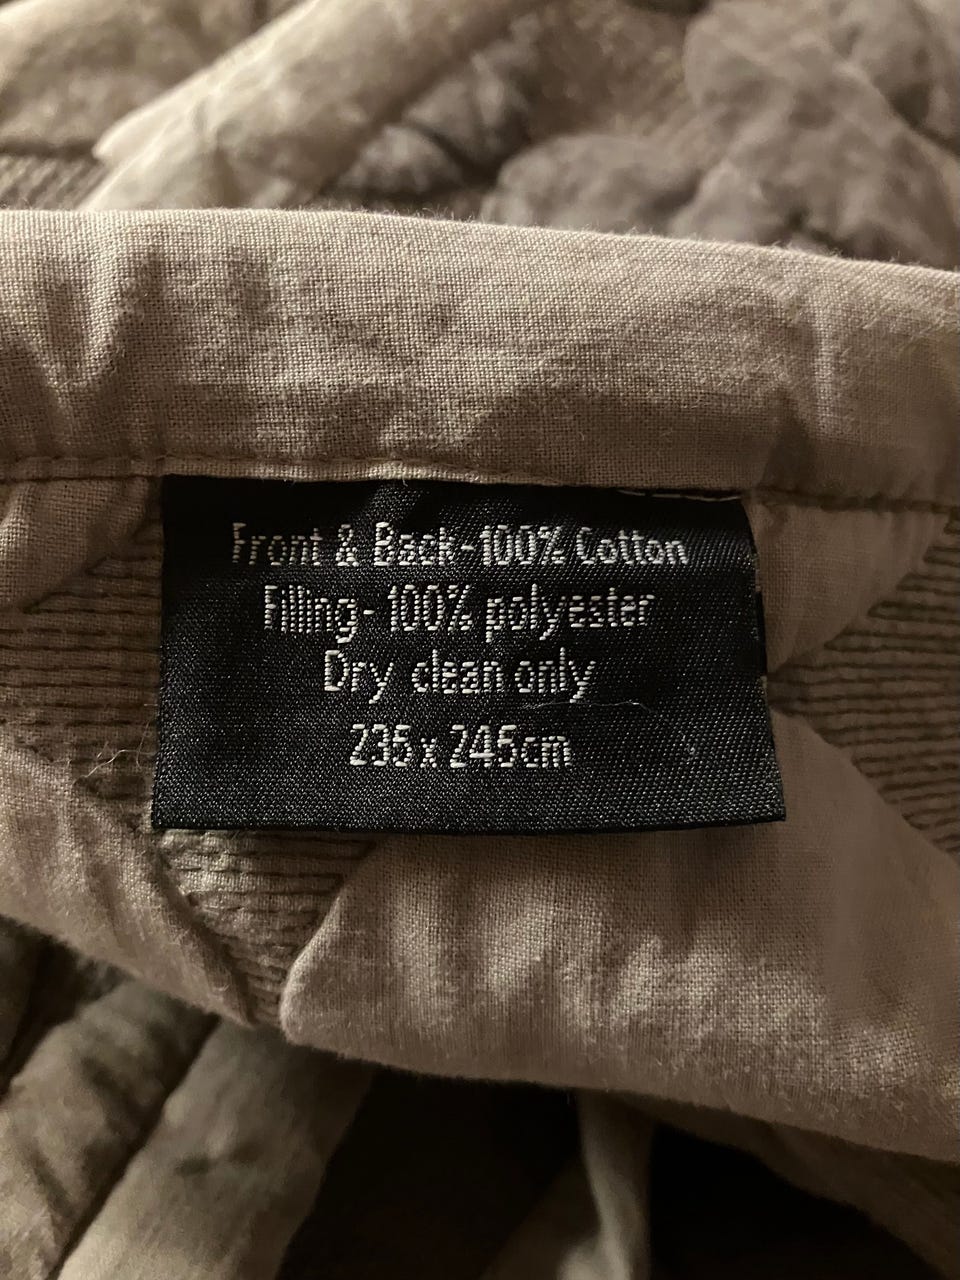 Front & Back-100% Cotton
Filling-100% polyester
Dry clean only
235 x 245cm